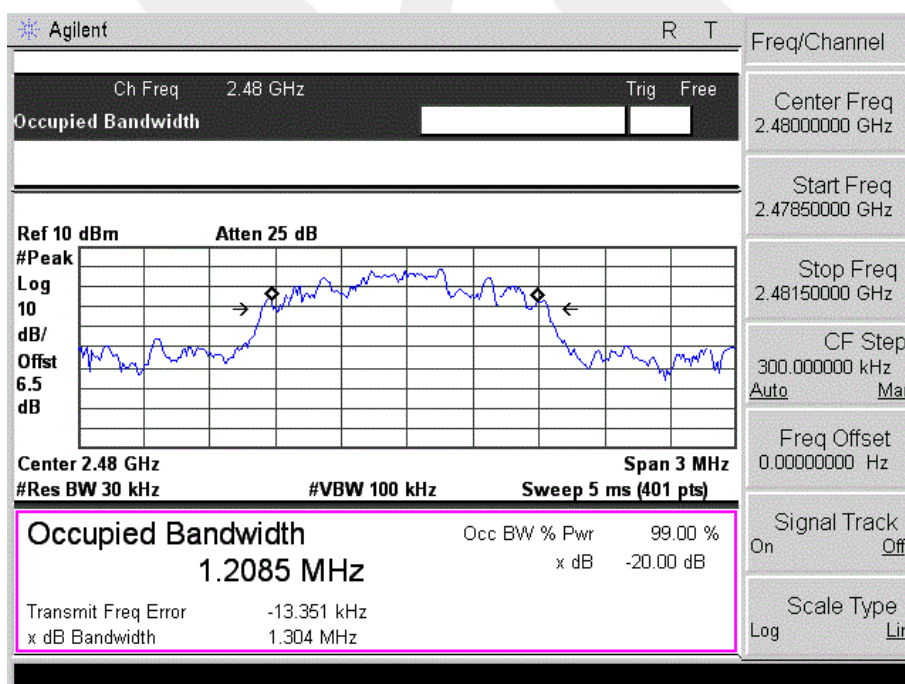 Agilent R T
Ch Freq 2.48 GHz Trig Free
Occupied Bandwidth
Ref 10 dBm Atten 25 dB
#Peak
Log
10
dB/
Offst
6.5
dB
Center 2.48 GHz Span 3 MHz
#Res BW 30 kHz #VBW 100 kHz Sweep 5 ms (401 pts)
Occupied Bandwidth
1.2085 MHz
Occ BW % Pwr 99.00 %
x dB -20.00 dB
Transmit Freq Error -13.351 kHz
x dB Bandwidth 1.304 MHz
Freq/Channel
Center Freq
2.48000000 GHz
Start Freq
2.47850000 GHz
Stop Freq
2.48150000 GHz
CF Step
300.000000 kHz
Auto Ma
Freq Offset
0.00000000 Hz
Signal Track
On Off
Scale Type
Log Lin